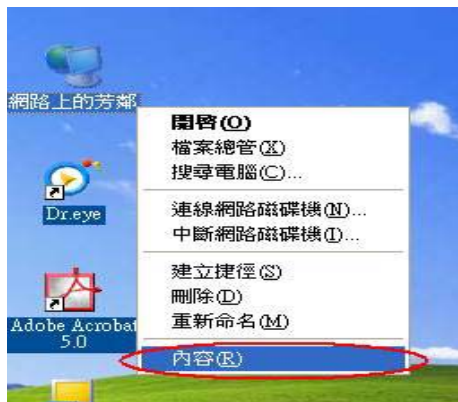 網路上的芳鄰
Dr.eye
Adobe Acrobat
5.0
開啓(O)
檔案總管(X)
搜尋電腦(C)...
連線網路磁碟機(N)...
中斷網路磁碟機(I)...
建立捷徑(S)
刪除(D)
重新命名(M)
內容(R)